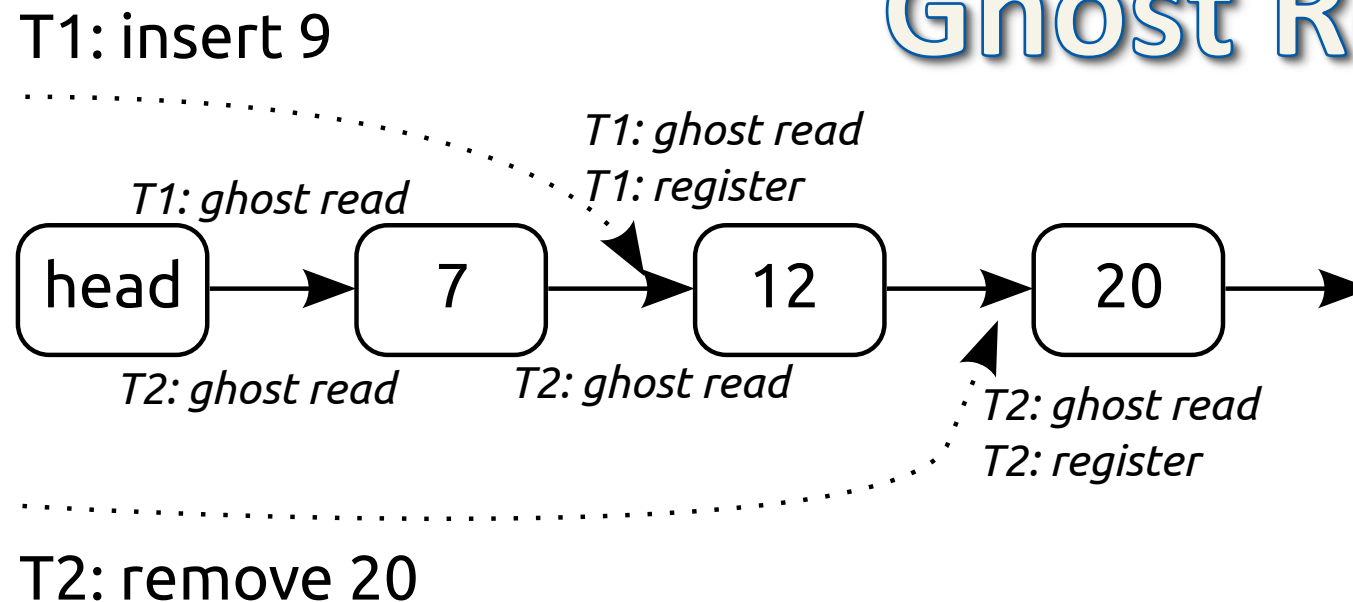 Ghost R
T1: insert 9
T1: ghost read
T1: register
T1: ghost read
head
7
12
20
T2: ghost read
T2: ghost read
T2: ghost read
T2: register
T2: remove 20